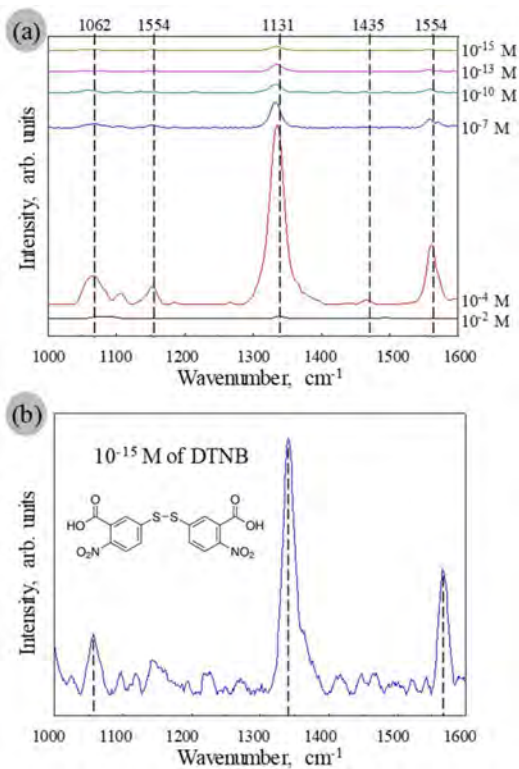 (a)
1062 1554 1131 1435 1554
10⁻¹⁵ M
10⁻¹³ M
10⁻¹⁰ M
10⁻⁷ M
10⁻⁴ M
10⁻² M
Intensity, arb. units
1000 1100 1200 1300 1400 1500 1600
Wavenumber, cm⁻¹
(b)
10⁻¹⁵ M of DTNB
O O
HO S-S OH
O₂N NO₂
Intensity, arb. units
1000 1100 1200 1300 1400 1500 1600
Wavenumber, cm⁻¹